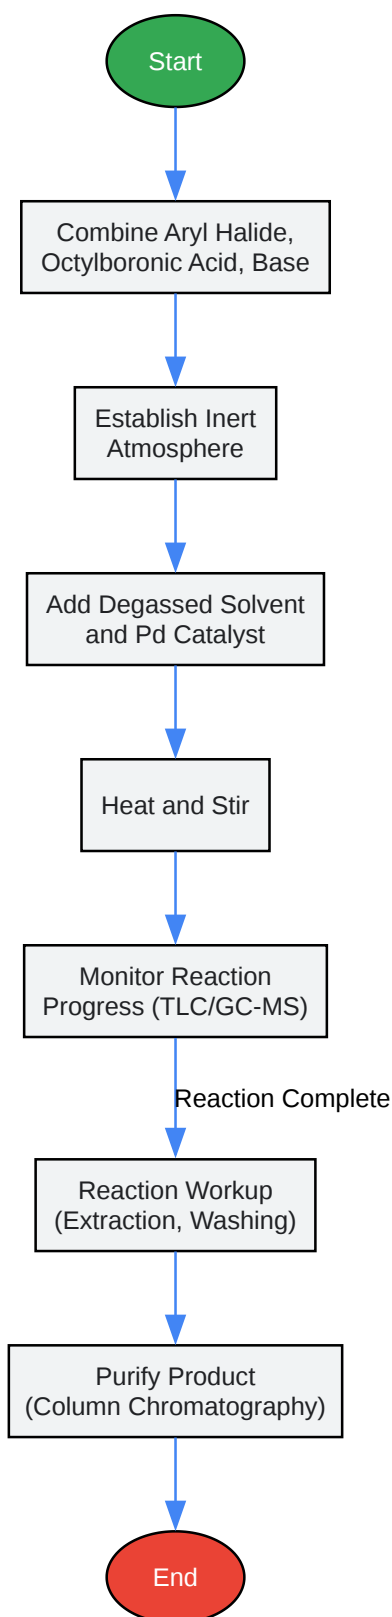 Start
Combine Aryl Halide,
Octylboronic Acid, Base
Establish Inert
Atmosphere
Add Degassed Solvent
and Pd Catalyst
Heat and Stir
Monitor Reaction
Progress (TLC/GC-MS)
Reaction Complete
Reaction Workup
(Extraction, Washing)
Purify Product
(Column Chromatography)
End